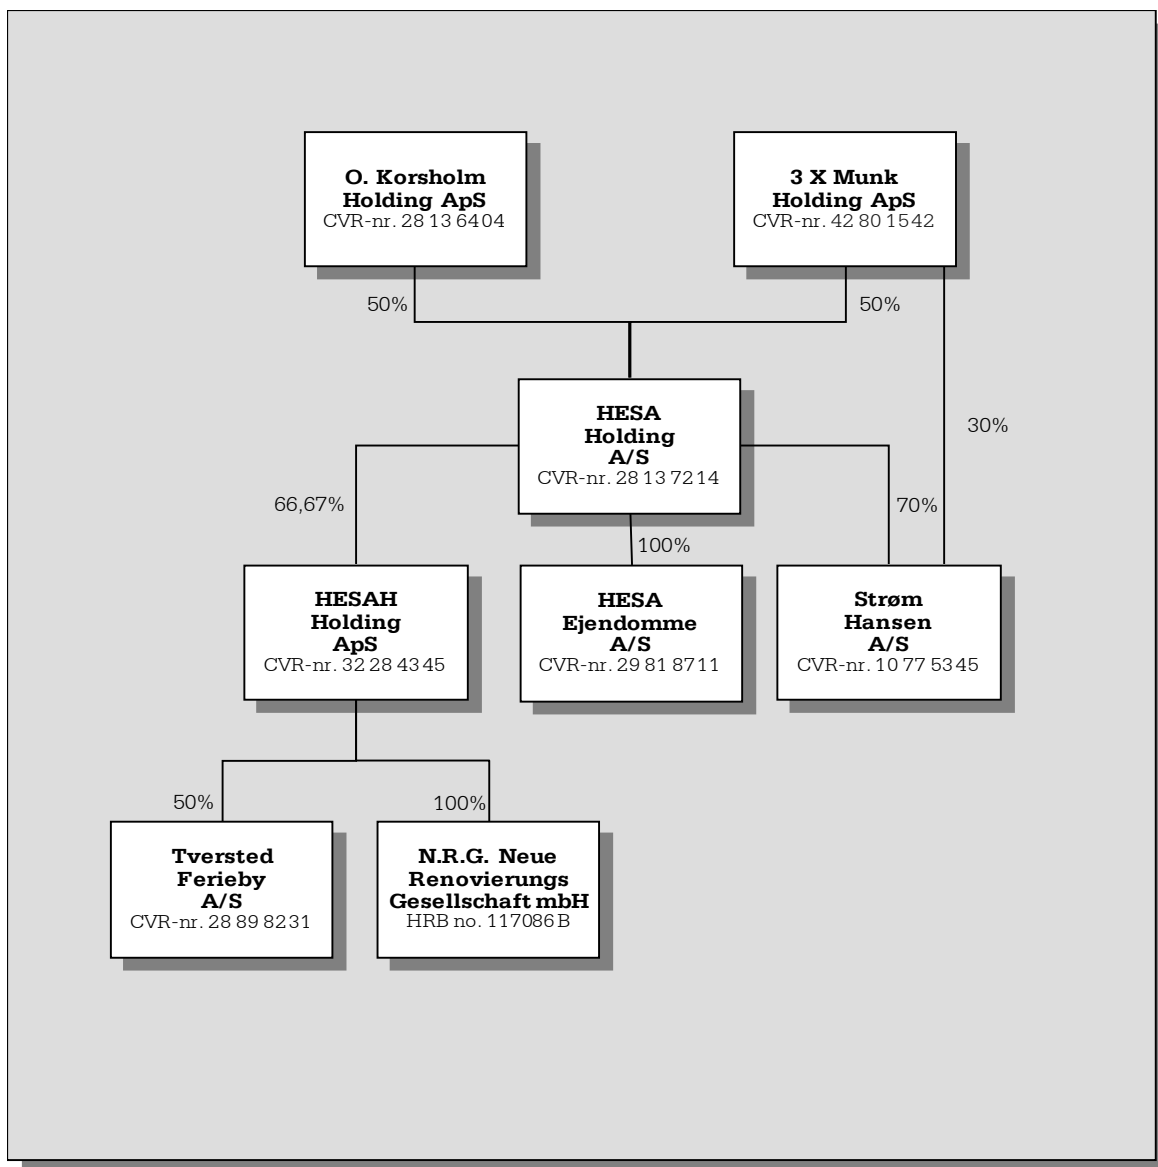 O. Korsholm
Holding ApS
CVR-nr. 28 13 64 04
3 X Munk
Holding ApS
CVR-nr. 42 80 15 42
50%
50%
30%
HESA
Holding
A/S
CVR-nr. 28 13 72 14
66,67%
70%
100%
HESAH
Holding
ApS
CVR-nr. 32 28 43 45
HESA
Ejendomme
A/S
CVR-nr. 29 81 87 11
Strøm
Hansen
A/S
CVR-nr. 10 77 53 45
50%
100%
Tversted
Ferieby
A/S
CVR-nr. 28 89 82 31
N.R.G. Neue
Renovierungs
Gesellschaft mbH
HRB no. 117086 B